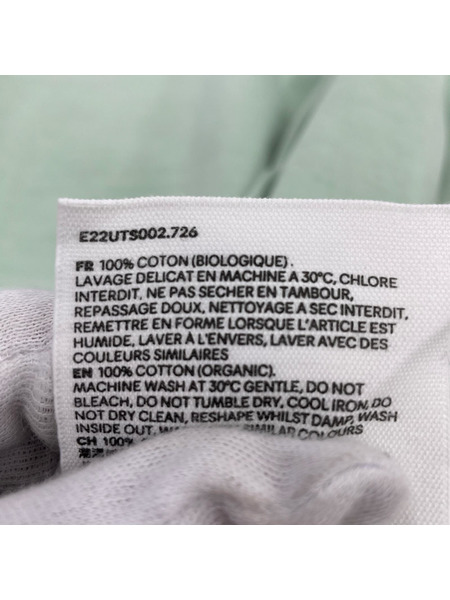 E22UTS002.726
FR 100% COTON (BIOLOGIQUE).
LAVAGE DELICAT EN MACHINE A 30°C, CHLORE
INTERDIT, NE PAS SECHER EN TAMBOUR,
REPASSAGE DOUX, NETTOYAGE A SEC INTERDIT,
REMETTRE EN FORME LORSQUE L'ARTICLE EST
HUMIDE, LAVER À L'ENVERS, LAVER AVEC DES
COULEURS SIMILAIRES
EN 100% COTTON (ORGANIC).
MACHINE WASH AT 30°C GENTLE, DO NOT
BLEACH, DO NOT TUMBLE DRY, COOL IRON, DO
NOT DRY CLEAN, RESHAPE WHILST DAMP, WASH
INSIDE OUT, SIMILAR COLOURS
CH 100%